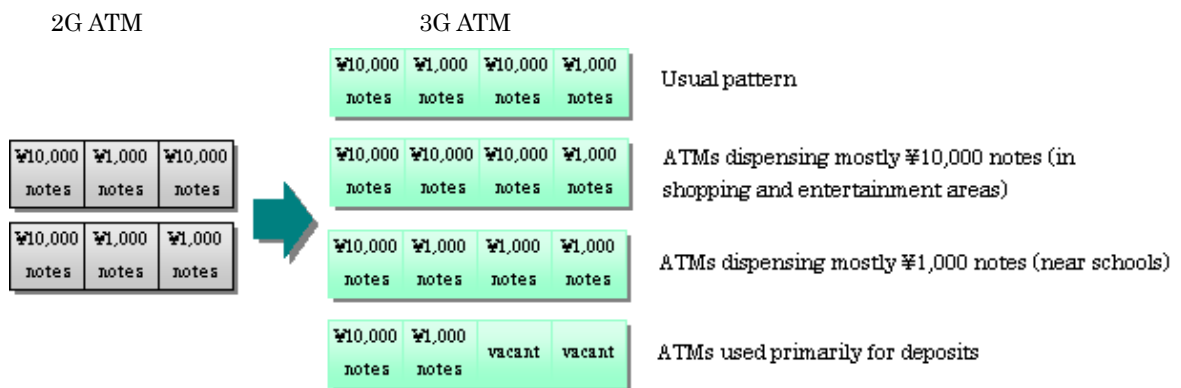 2G ATM
3G ATM
¥10,000 ¥1,000 ¥10,000 ¥1,000
notes notes notes notes
Usual pattern
¥10,000 ¥1,000 ¥10,000
notes notes notes
¥10,000 ¥1,000 ¥1,000
notes notes notes
¥10,000 ¥10,000 ¥10,000 ¥1,000
notes notes notes notes
ATMs dispensing mostly ¥10,000 notes (in
shopping and entertainment areas)
¥10,000 ¥1,000 ¥1,000 ¥1,000
notes notes notes notes
ATMs dispensing mostly ¥1,000 notes (near schools)
¥10,000 ¥1,000
notes notes
vacant vacant
ATMs used primarily for deposits